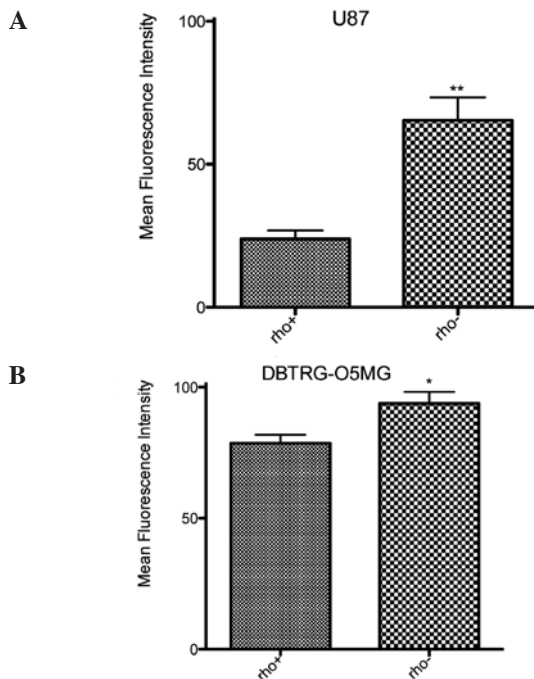 A
U87
100
Mean Fluorescence Intensity
**
50
0
rho+
rho-
B
DBTRG-O5MG
100
Mean Fluorescence Intensity
*
50
0
rho+
rho-